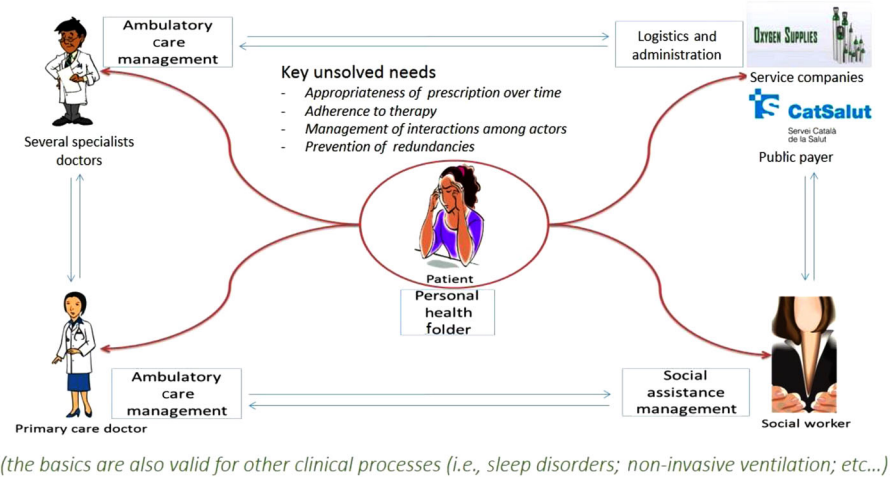 Ambulatory
care
management
Logistics and
administration
OXYGEN SUPPLIES
Service companies
CatSalut
Servei Català
de la Salut
Public payer
Key unsolved needs
- Appropriateness of prescription over time
- Adherence to therapy
- Management of interactions among actors
- Prevention of redundancies
Several specialists
doctors
Patient
Personal
health
folder
Ambulatory
care
management
Primary care doctor
Social
assistance
management
Social worker
(the basics are also valid for other clinical processes (i.e., sleep disorders; non-invasive ventilation; etc...)